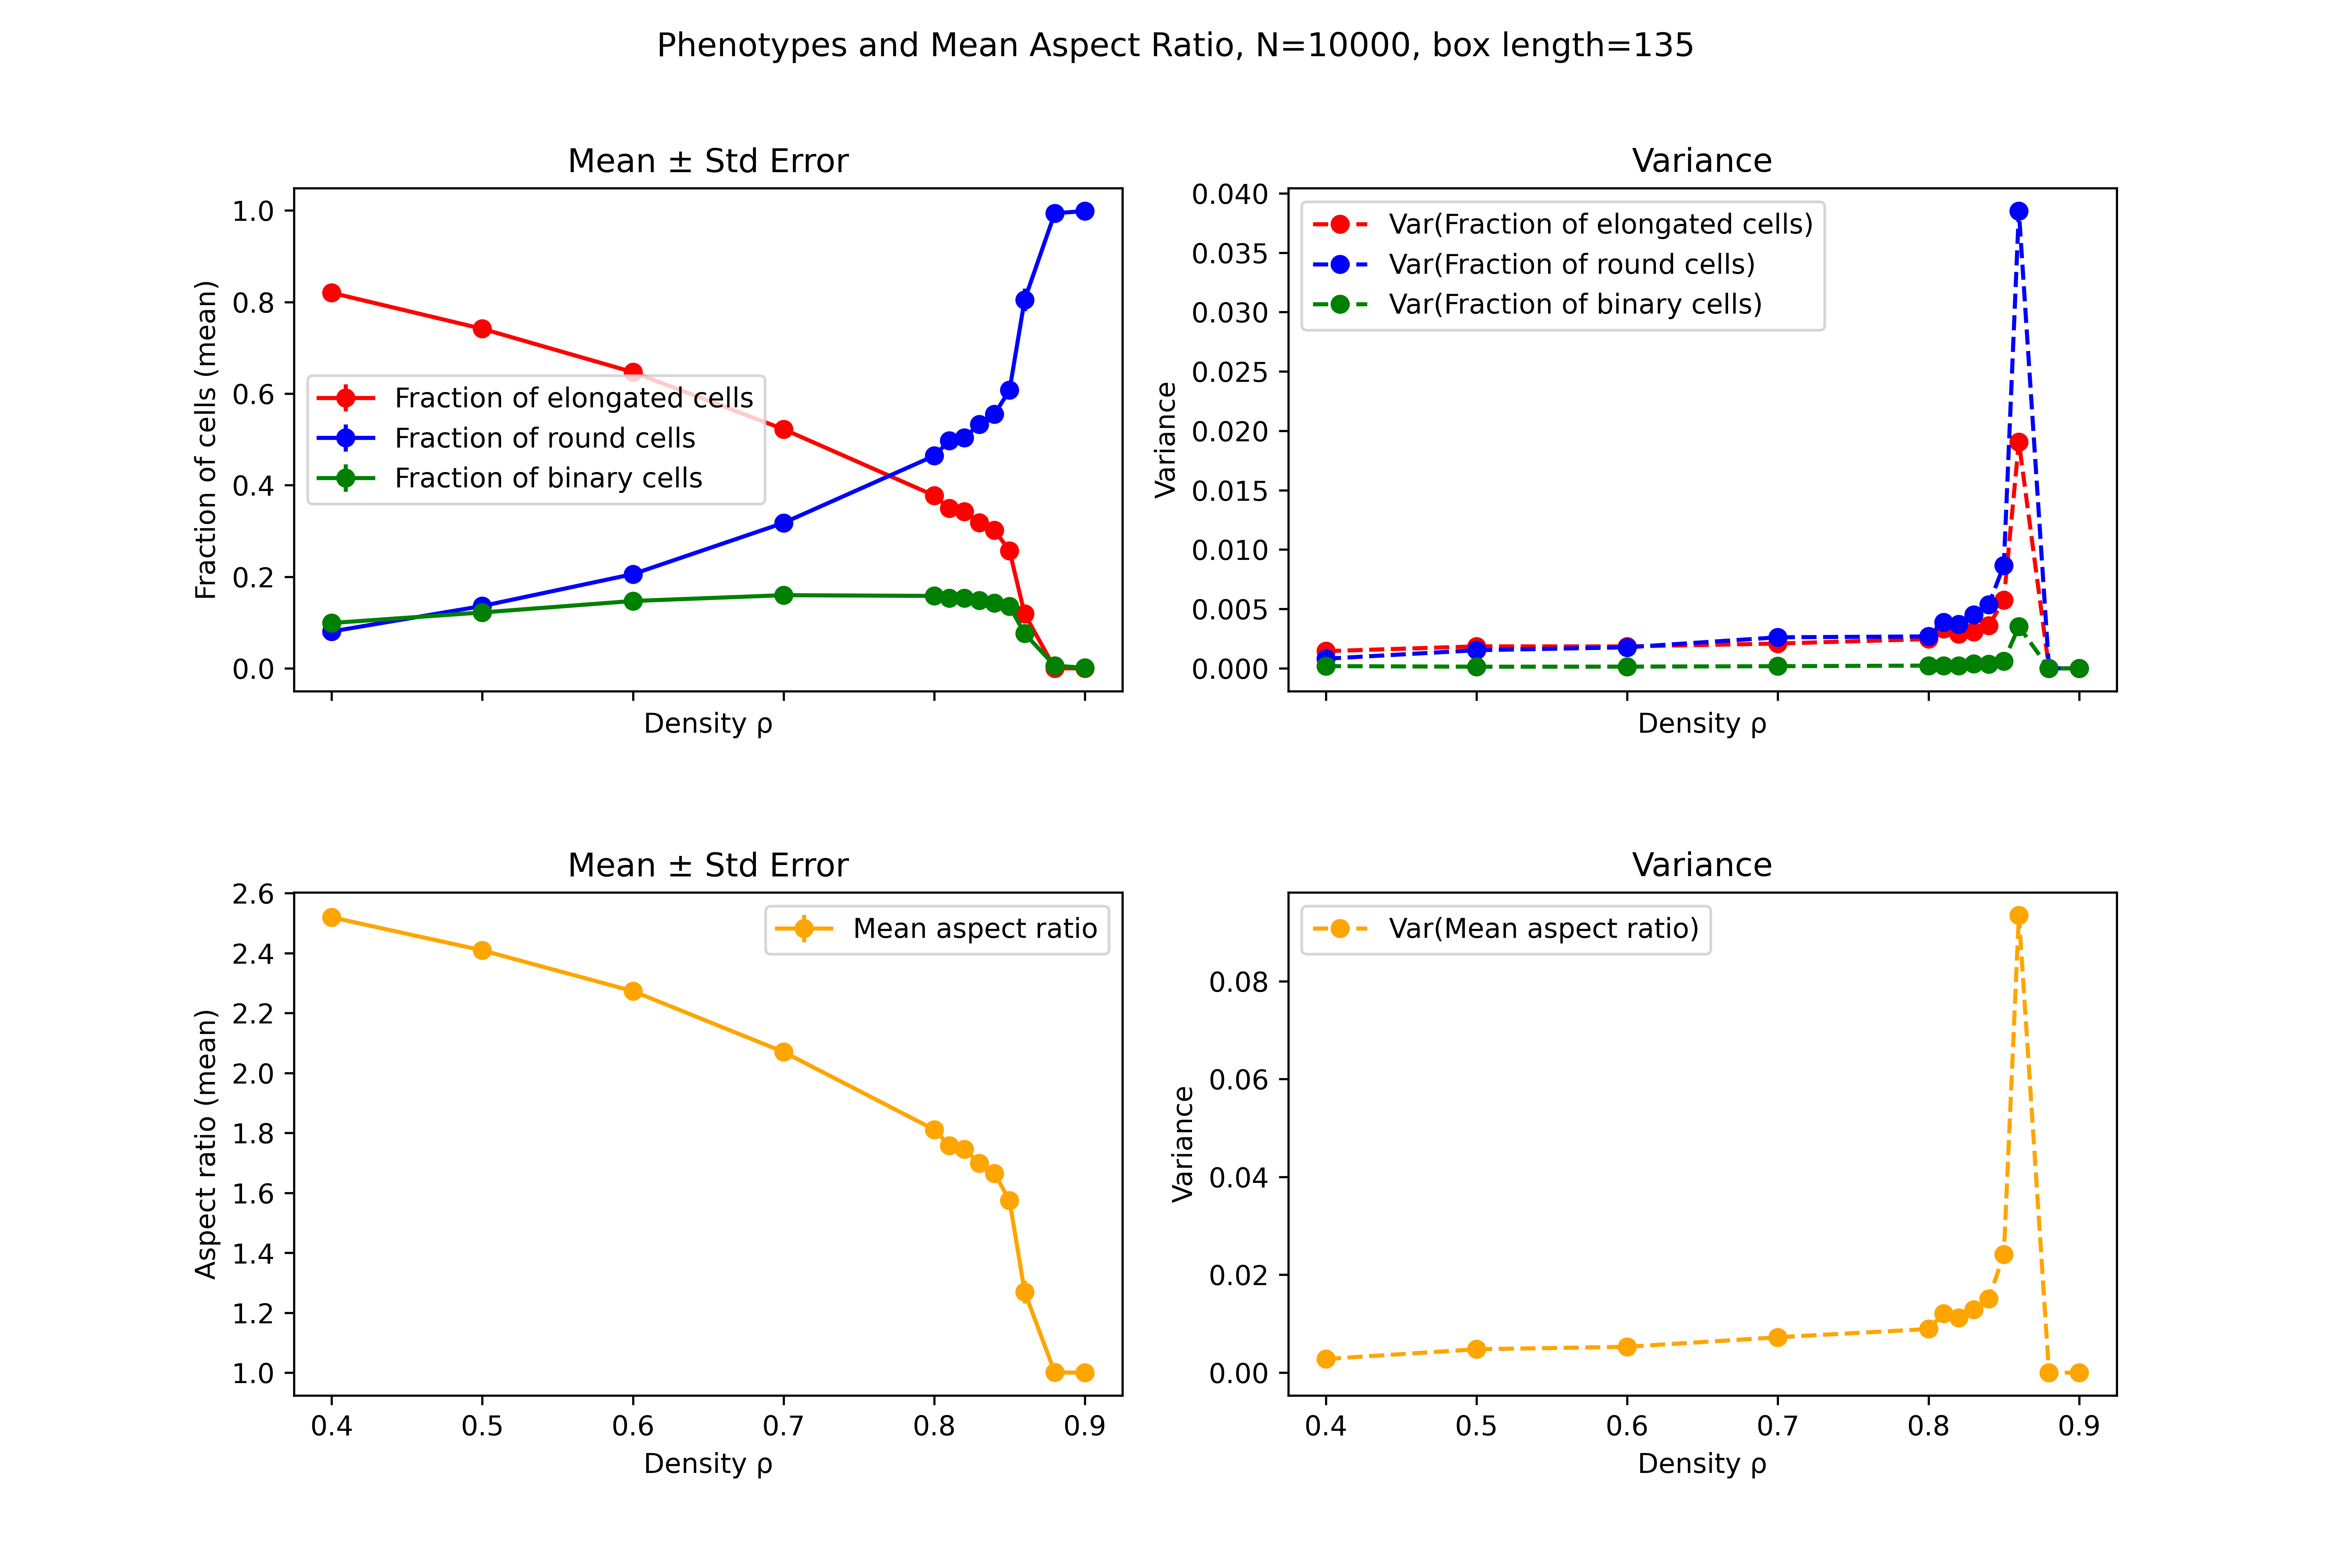 Phenotypes and Mean Aspect Ratio, N=10000, box length=135
Mean ± Std Error
Fraction of cells (mean)
1.0
0.8
0.6
0.4
0.2
0.0
Fraction of elongated cells
Fraction of round cells
Fraction of binary cells
Density ρ
Variance
Variance
0.040
0.035
0.030
0.025
0.020
0.015
0.010
0.005
0.000
Var(Fraction of elongated cells)
Var(Fraction of round cells)
Var(Fraction of binary cells)
Density ρ
Mean ± Std Error
Aspect ratio (mean)
2.6
2.4
2.2
2.0
1.8
1.6
1.4
1.2
1.0
Mean aspect ratio
0.4 0.5 0.6 0.7 0.8 0.9
Density ρ
Variance
Variance
0.08
0.06
0.04
0.02
0.00
Var(Mean aspect ratio)
0.4 0.5 0.6 0.7 0.8 0.9
Density ρ